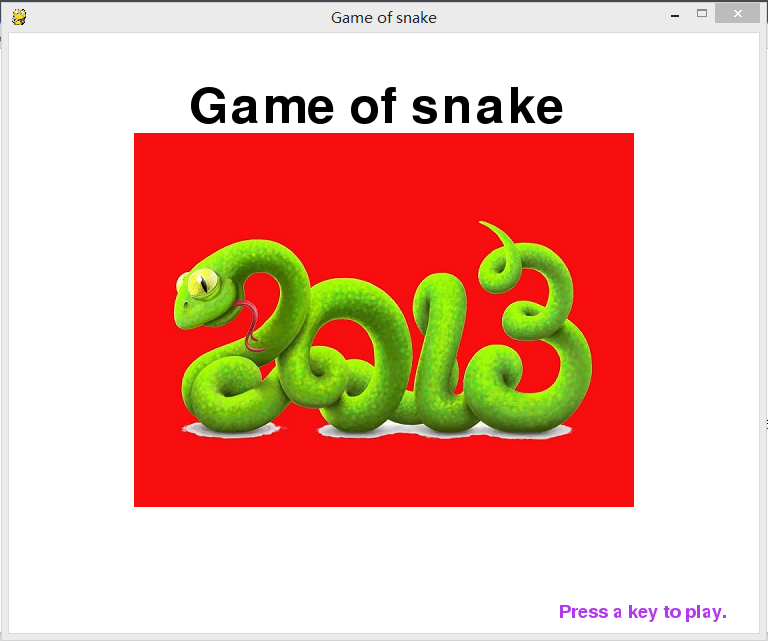 Game of snake
Game of snake
2013
Press a key to play.